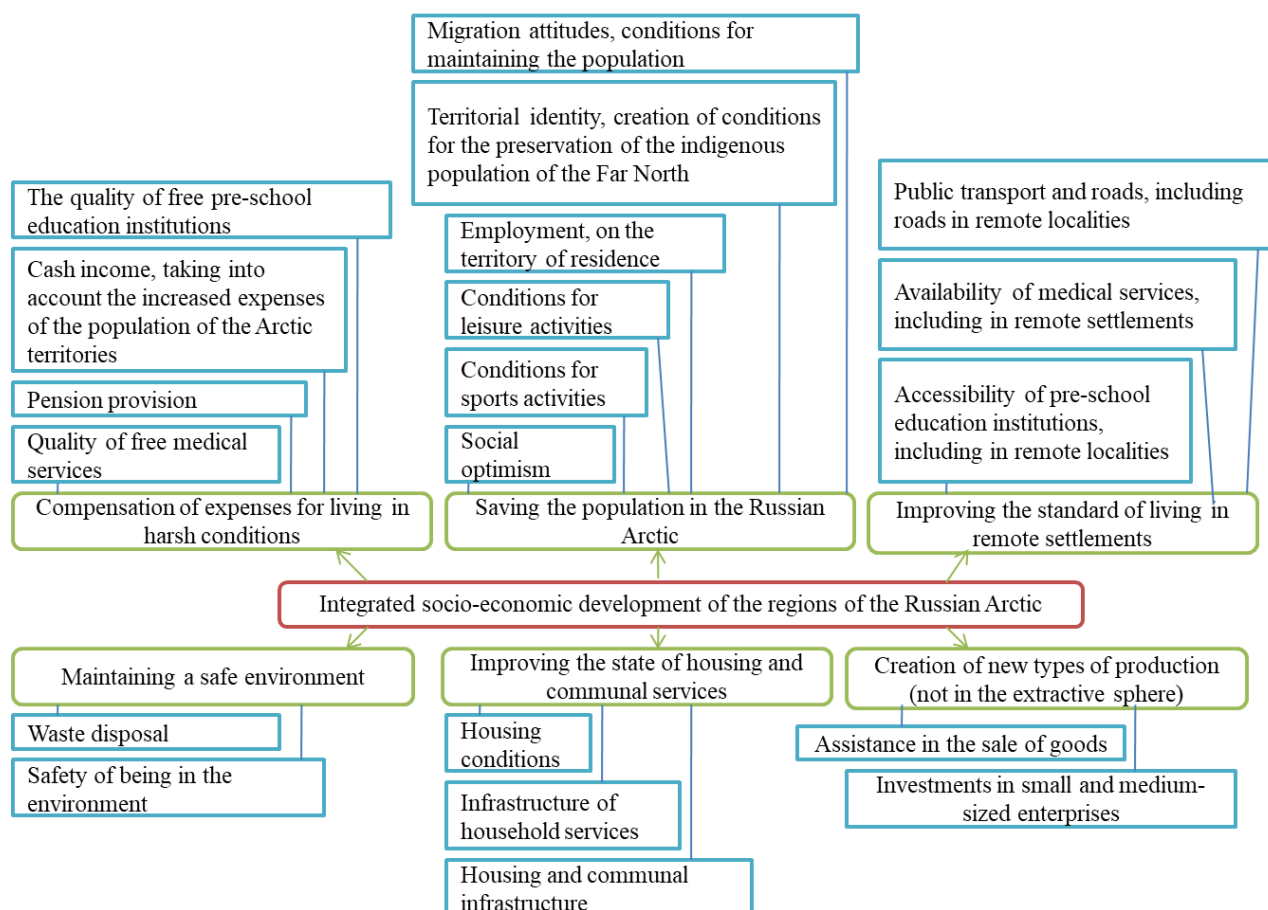 Migration attitudes, conditions for
maintaining the population
Territorial identity, creation of conditions
for the preservation of the indigenous
population of the Far North
The quality of free pre-school
education institutions
Cash income, taking into
account the increased expenses
of the population of the Arctic
territories
Pension provision
Quality of free medical
services
Employment, on the
territory of residence
Conditions for
leisure activities
Conditions for
sports activities
Social
optimism
Public transport and roads, including
roads in remote localities
Availability of medical services,
including in remote settlements
Accessibility of pre-school
education institutions,
including in remote localities
Compensation of expenses for living in
harsh conditions
Saving the population in the Russian
Arctic
Improving the standard of living in
remote settlements
Integrated socio-economic development of the regions of the Russian Arctic
Maintaining a safe environment
Improving the state of housing and
communal services
Creation of new types of production
(not in the extractive sphere)
Waste disposal
Safety of being in the
environment
Housing
conditions
Infrastructure of
household services
Housing and communal
infrastructure
Assistance in the sale of goods
Investments in small and medium-
sized enterprises